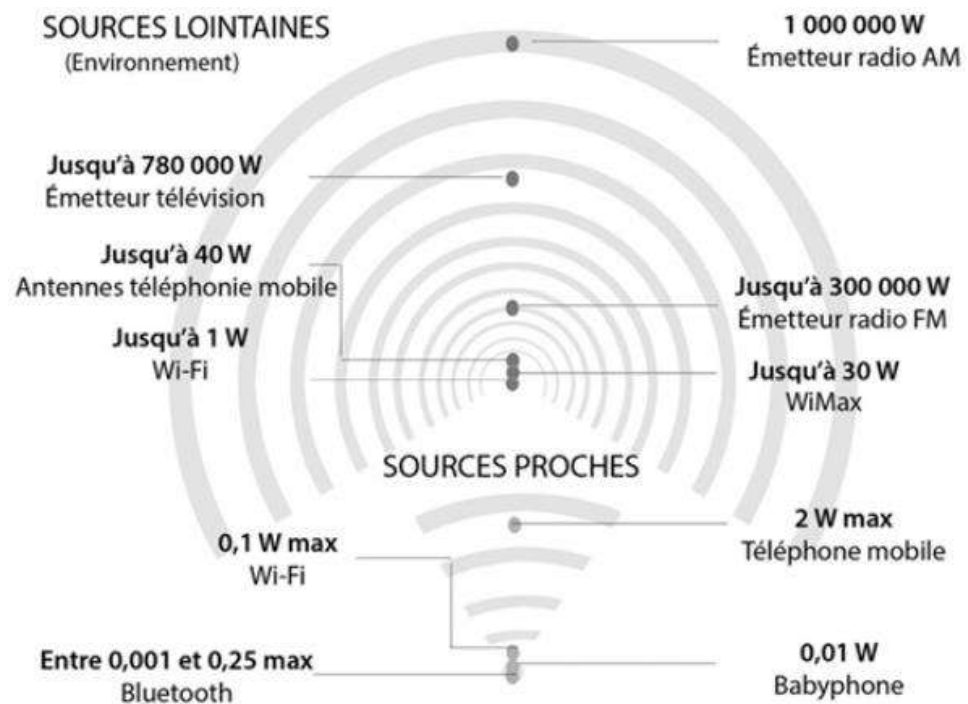 SOURCES LOINTAINES
(Environnement)
1 000 000 W
Émetteur radio AM
Jusqu'à 780 000 W
Émetteur télévision
Jusqu'à 40 W
Antennes téléphonie mobile
Jusqu'à 300 000 W
Émetteur radio FM
Jusqu'à 1 W
Wi-Fi
Jusqu'à 30 W
WiMax
SOURCES PROCHES
2 W max
Téléphone mobile
0,1 W max
Wi-Fi
Entre 0,001 et 0,25 max
Bluetooth
0,01 W
Babyphone